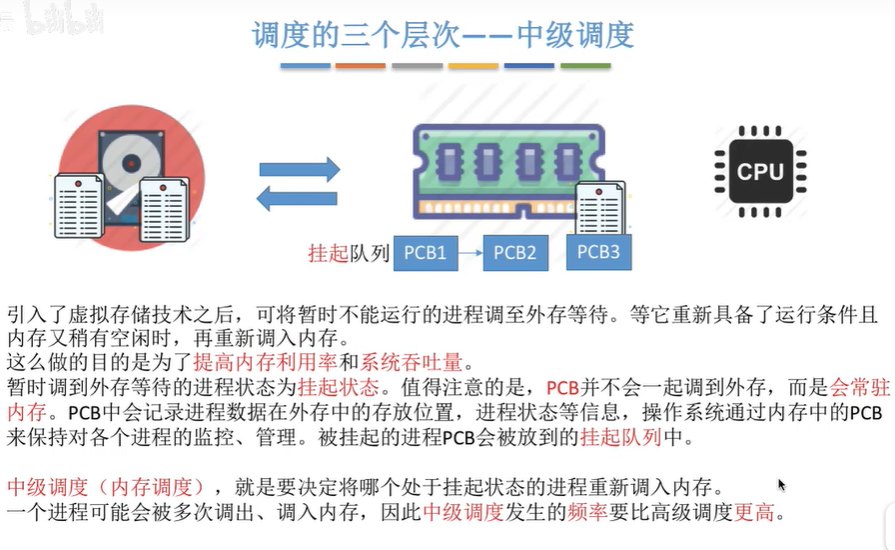 bilibili
调度的三个层次——中级调度
CPU
挂起队列 PCB1 PCB2 PCB3
引入了虚拟存储技术之后，可将暂时不能运行的进程调至外存等待。等它重新具备了运行条件且
内存又稍有空闲时，再重新调入内存。
这么做的目的是为了提高内存利用率和系统吞吐量。
暂时调到外存等待的进程状态为挂起状态。值得注意的是，PCB并不会一起调到外存，而是会常驻
内存。PCB中会记录进程数据在外存中的存放位置，进程状态等信息，操作系统通过内存中的PCB
来保持对各个进程的监控、管理。被挂起的进程PCB会被放到的挂起队列中。
中级调度（内存调度），就是要决定将哪个处于挂起状态的进程重新调入内存。
一个进程可能会被多次调出、调入内存，因此中级调度发生的频率要比高级调度更高。